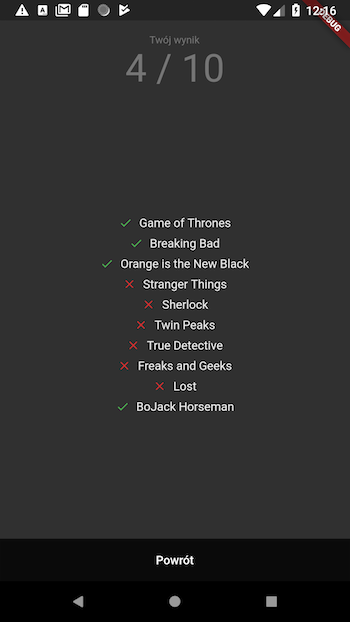 12:16
DEBUG
Twój wynik
4 / 10
Game of Thrones
Breaking Bad
Orange is the New Black
Stranger Things
Sherlock
Twin Peaks
True Detective
Freaks and Geeks
Lost
BoJack Horseman
Powrót